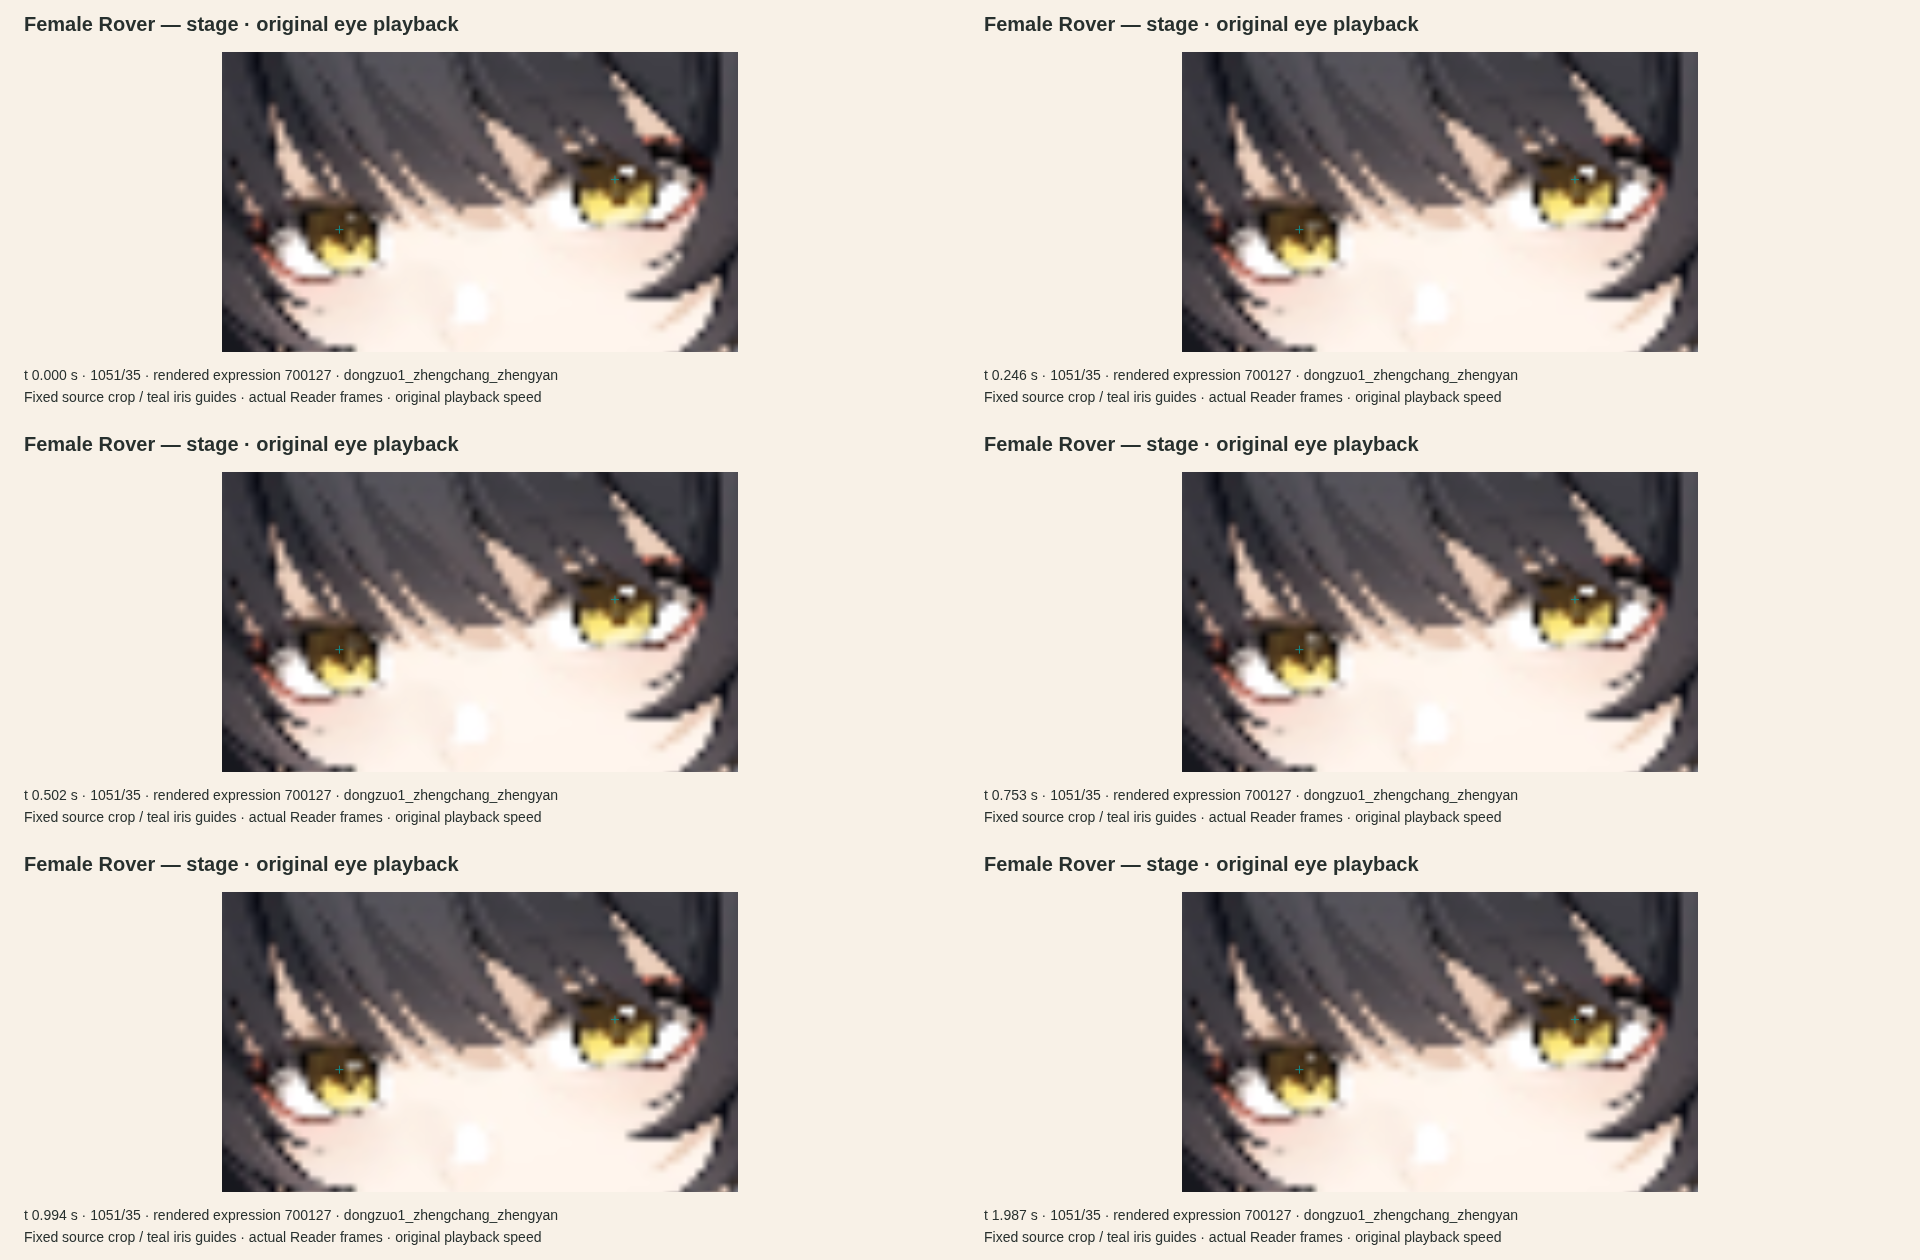 Female Rover — stage · original eye playback
t 0.000 s · 1051/35 · rendered expression 700127 · dongzuo1_zhengchang_zhengyan
Fixed source crop / teal iris guides · actual Reader frames · original playback speed
Female Rover — stage · original eye playback
t 0.246 s · 1051/35 · rendered expression 700127 · dongzuo1_zhengchang_zhengyan
Fixed source crop / teal iris guides · actual Reader frames · original playback speed
Female Rover — stage · original eye playback
t 0.502 s · 1051/35 · rendered expression 700127 · dongzuo1_zhengchang_zhengyan
Fixed source crop / teal iris guides · actual Reader frames · original playback speed
Female Rover — stage · original eye playback
t 0.753 s · 1051/35 · rendered expression 700127 · dongzuo1_zhengchang_zhengyan
Fixed source crop / teal iris guides · actual Reader frames · original playback speed
Female Rover — stage · original eye playback
t 0.994 s · 1051/35 · rendered expression 700127 · dongzuo1_zhengchang_zhengyan
Fixed source crop / teal iris guides · actual Reader frames · original playback speed
Female Rover — stage · original eye playback
t 1.987 s · 1051/35 · rendered expression 700127 · dongzuo1_zhengchang_zhengyan
Fixed source crop / teal iris guides · actual Reader frames · original playback speed